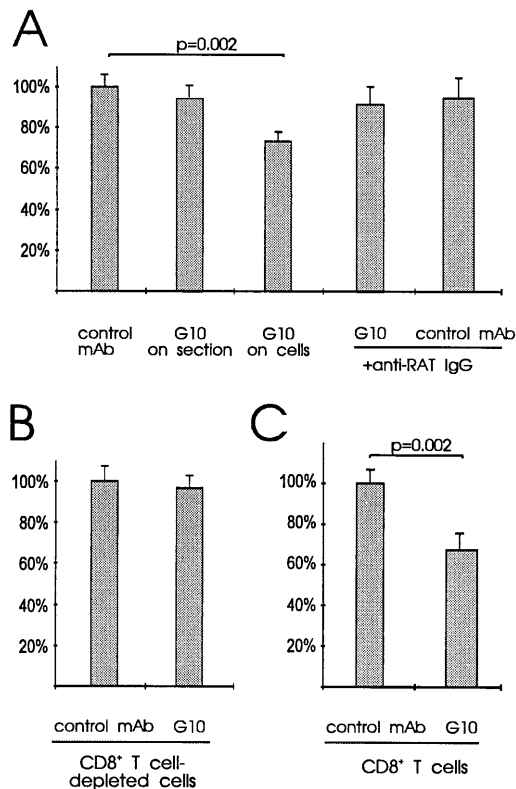 A
p=0.002
100%
80%
60%
40%
20%
control mAb
G10 on section
G10 on cells
G10
control mAb
+anti-RAT IgG
B
100%
80%
60%
40%
20%
control mAb
G10
CD8⁺ T cell-
depleted cells
C
p=0.002
100%
80%
60%
40%
20%
control mAb
G10
CD8⁺ T cells